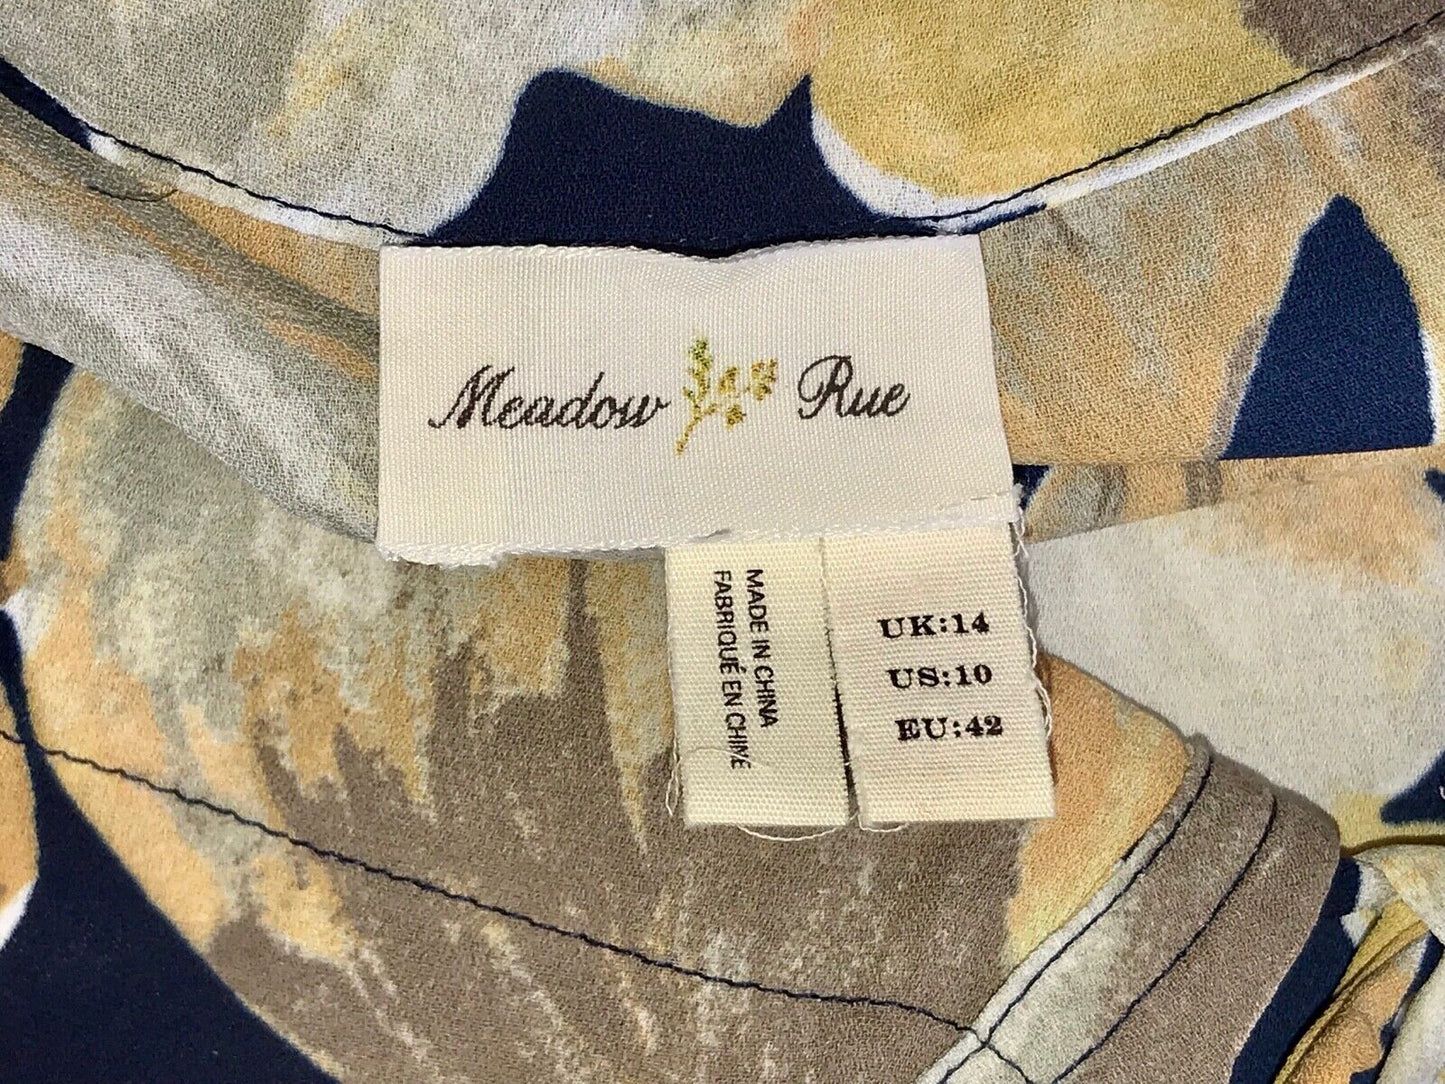 Meadow Rue
MADE IN CHINA
FABRIQUÉ EN CHINE
UK:14
US:10
EU:42